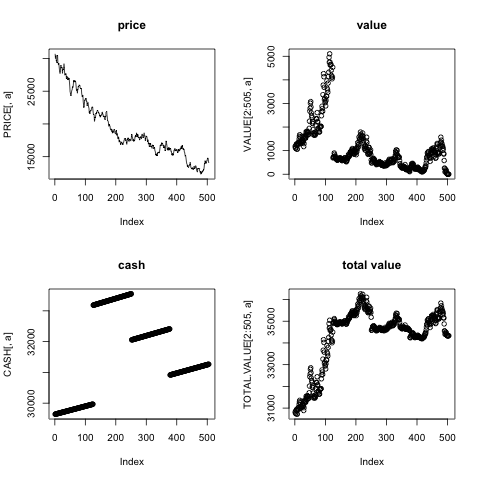 price
PRICE[, a]
25000
15000
0 100 200 300 400 500
Index
value
VALUE[2:505, a]
5000
3000
1000
0
0 100 200 300 400 500
Index
cash
CASH[, a]
32000
30000
0 100 200 300 400 500
Index
total value
TOTAL.VALUE[2:505, a]
35000
33000
31000
0 100 200 300 400 500
Index